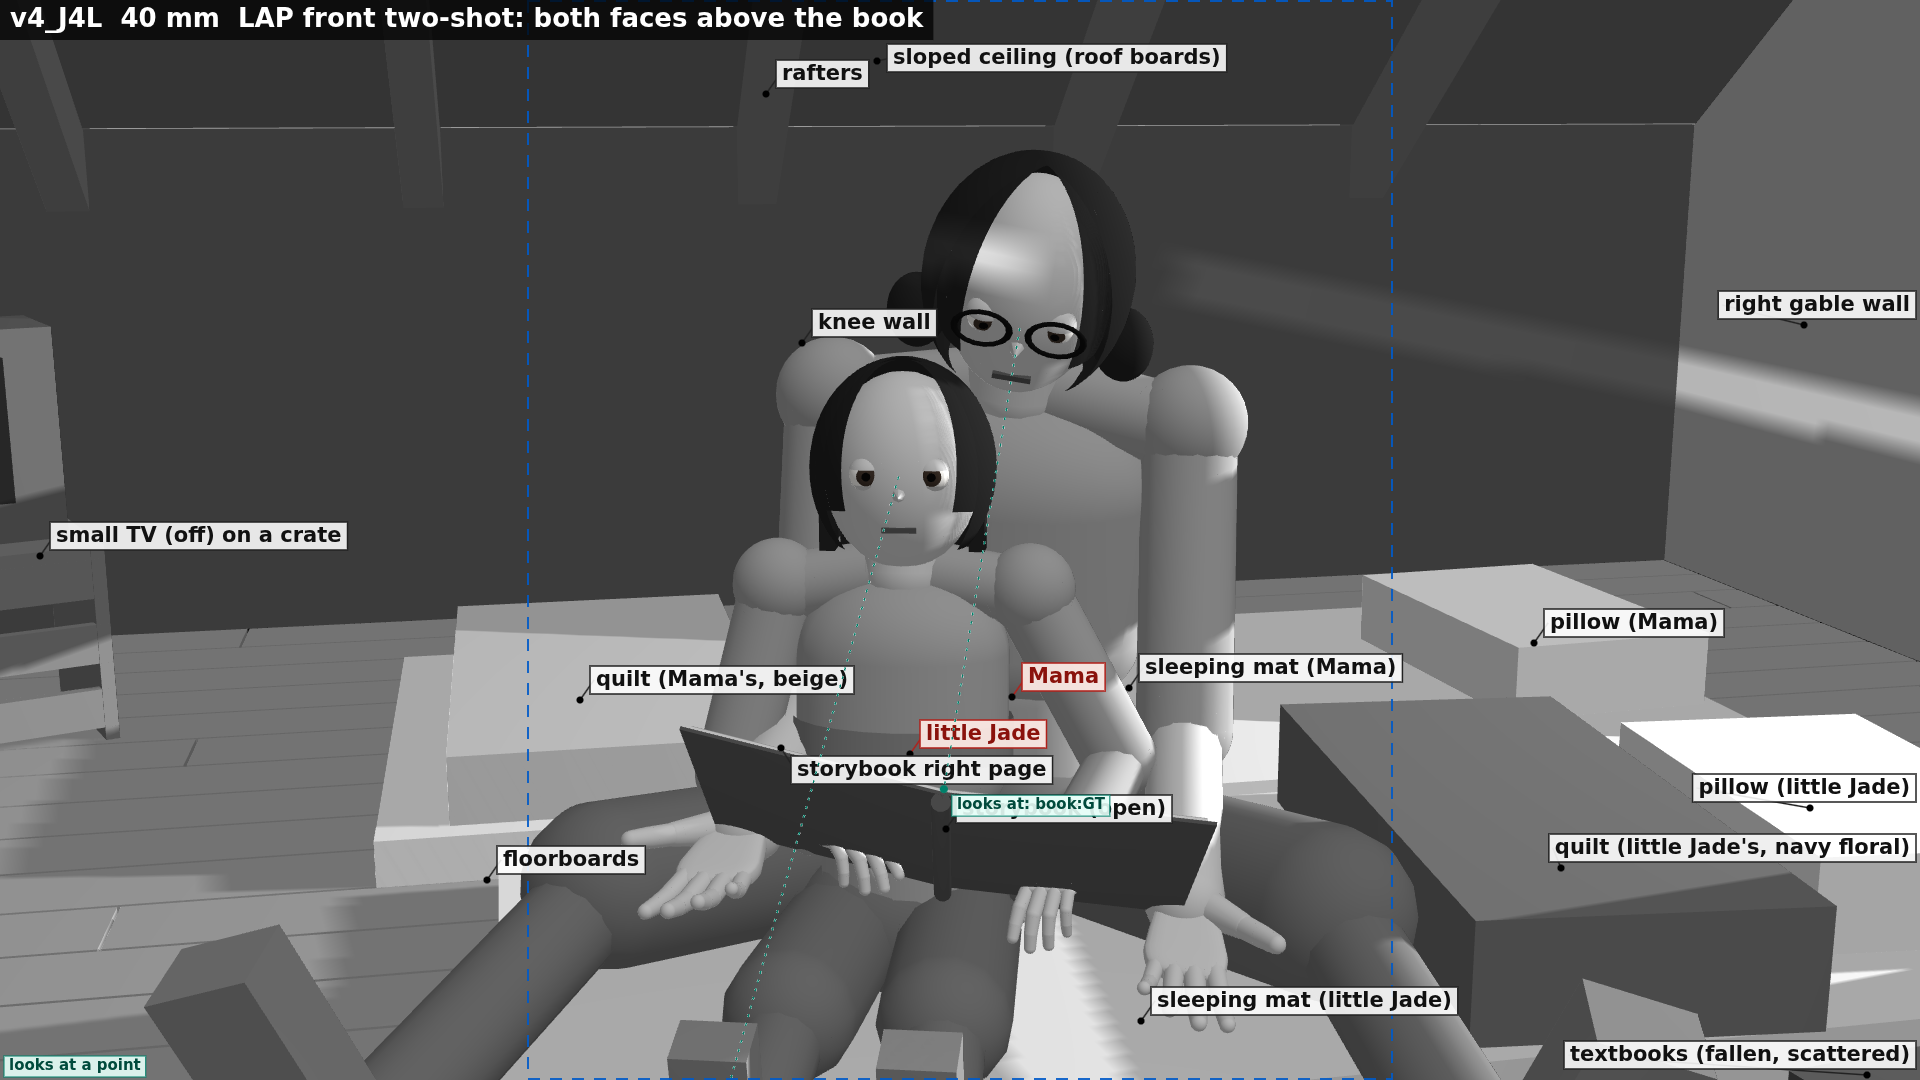 v4_J4L  40 mm  LAP front two-shot: both faces above the book
sloped ceiling (roof boards)
rafters
right gable wall
knee wall
small TV (off) on a crate
pillow (Mama)
sleeping mat (Mama)
Mama
quilt (Mama's, beige)
little Jade
storybook right page
pillow (little Jade)
looks at: book:GT
pen)
quilt (little Jade's, navy floral)
floorboards
sleeping mat (little Jade)
textbooks (fallen, scattered)
looks at a point